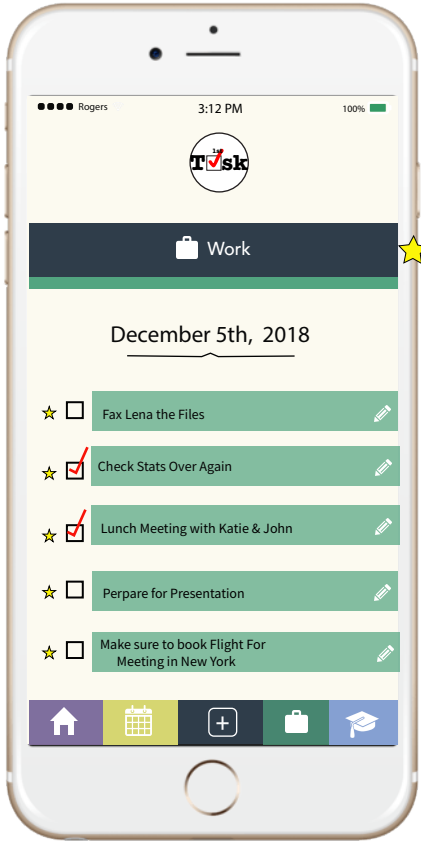 Rogers 3:12 PM 100%
1st
Task
Work
December 5th, 2018
Fax Lena the Files
Check Stats Over Again
Lunch Meeting with Katie & John
Perpare for Presentation
Make sure to book Flight For
Meeting in New York